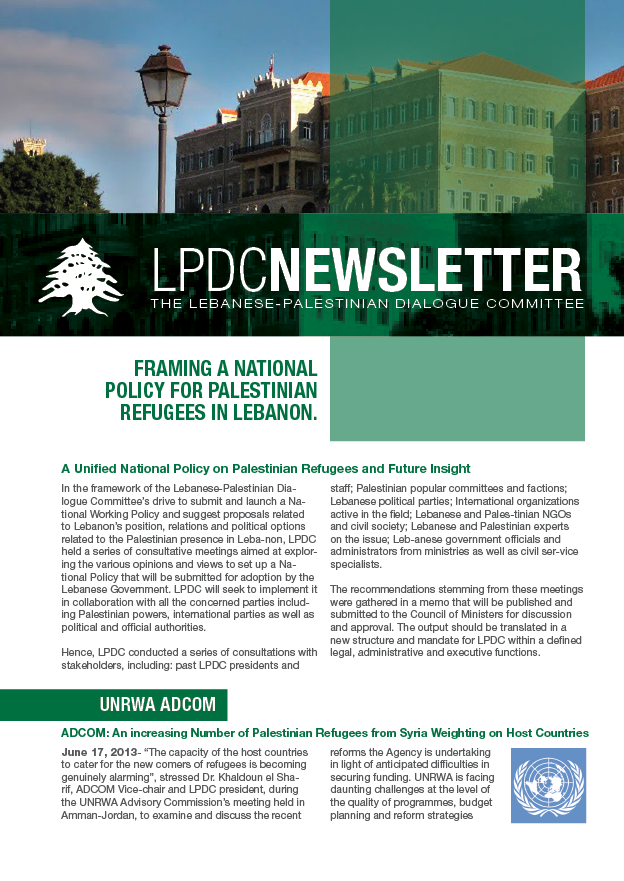 LPDCNEWSLETTER
THE LEBANESE-PALESTINIAN DIALOGUE COMMITTEE
FRAMING A NATIONAL
POLICY FOR PALESTINIAN
REFUGEES IN LEBANON.
A Unified National Policy on Palestinian Refugees and Future Insight
In the framework of the Lebanese-Palestinian Dia-
logue Committee's drive to submit and launch a Na-
tional Working Policy and suggest proposals related
to Lebanon's position, relations and political options
related to the Palestinian presence in Leba-non, LPDC
held a series of consultative meetings aimed at explor-
ing the various opinions and views to set up a Na-
tional Policy that will be submitted for adoption by the
Lebanese Government. LPDC will seek to implement it
in collaboration with all the concerned parties includ-
ing Palestinian powers, international parties as well as
political and official authorities.
Hence, LPDC conducted a series of consultations with
stakeholders, including: past LPDC presidents and
staff; Palestinian popular committees and factions;
Lebanese political parties; International organizations
active in the field; Lebanese and Pales-tinian NGOs
and civil society; Lebanese and Palestinian experts
on the issue; Leb-anese government officials and
administrators from ministries as well as civil ser-vice
specialists.
The recommendations stemming from these meetings
were gathered in a memo that will be published and
submitted to the Council of Ministers for discussion
and approval. The output should be translated in a
new structure and mandate for LPDC within a defined
legal, administrative and executive functions.
UNRWA ADCOM
ADCOM: An increasing Number of Palestinian Refugees from Syria Weighting on Host Countries
June 17, 2013- “The capacity of the host countries
to cater for the new comers of refugees is becoming
genuinely alarming”, stressed Dr. Khaldoun el Sha-
rif, ADCOM Vice-chair and LPDC president, during
the UNRWA Advisory Commission's meeting held in
Amman-Jordan, to examine and discuss the recent
reforms the Agency is undertaking
in light of anticipated difficulties in
securing funding. UNRWA is facing
daunting challenges at the level of
the quality of programmes, budget
planning and reform strategies